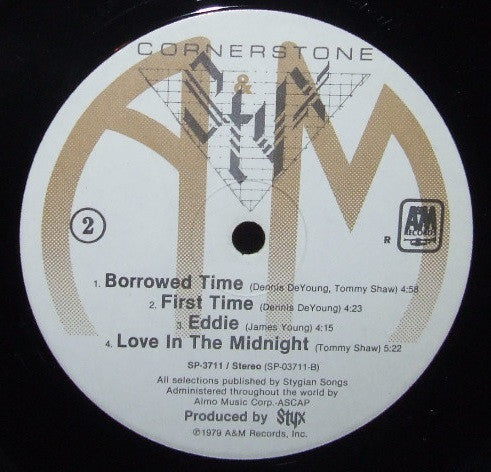 CORNERSTONE
A&M
Styx
2
A&M
RECORDS
R
1. Borrowed Time (Dennis DeYoung, Tommy Shaw) 4:58
2. First Time (Dennis DeYoung) 4:23
3. Eddie (James Young) 4:15
4. Love In The Midnight (Tommy Shaw) 5:22
SP-3711 / Stereo (SP-03711-B)
All selections published by Stygian Songs
Administered throughout the world by
Almo Music Corp.-ASCAP
Produced by Styx
℗1979 A&M Records, Inc.